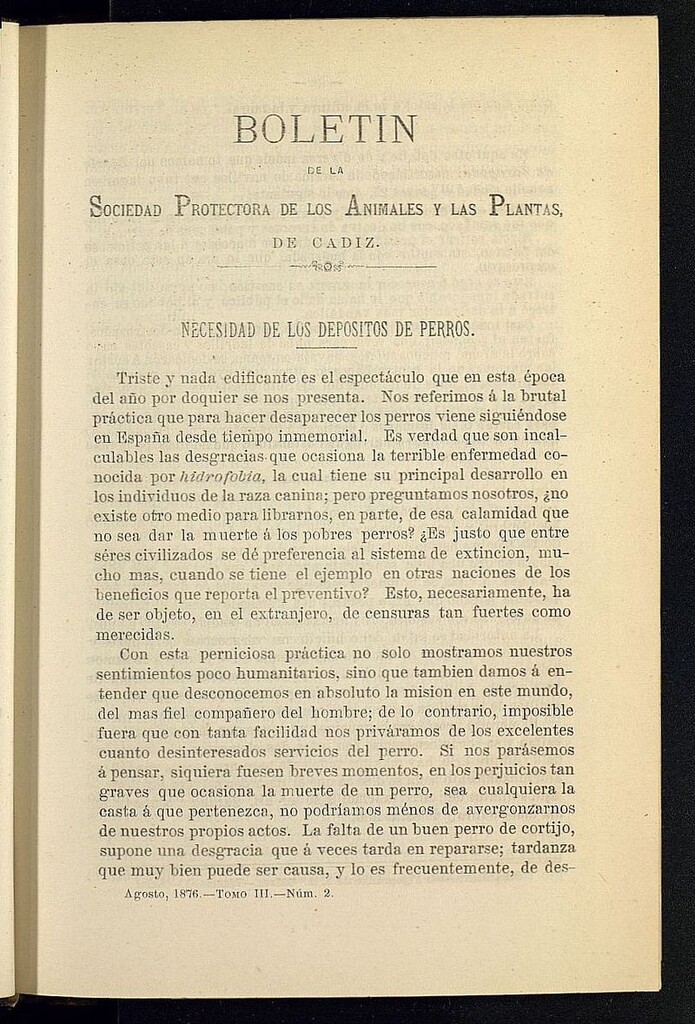 BOLETIN
DE LA
SOCIEDAD PROTECTORA DE LOS ANIMALES Y LAS PLANTAS,
DE CADIZ.
NECESIDAD DE LOS DEPOSITOS DE PERROS.
Triste y nada edificante es el espectáculo que en esta época
del año por doquier se nos presenta. Nos referimos á la brutal
práctica que para hacer desaparecer los perros viene siguiéndose
en España desde tiempo inmemorial. Es verdad que son incal-
culables las desgracias que ocasiona la terrible enfermedad co-
nocida por hidrofobia, la cual tiene su principal desarrollo en
los individuos de la raza canina; pero preguntamos nosotros, ¿no
existe otro medio para librarnos, en parte, de esa calamidad que
no sea dar la muerte á los pobres perros? ¿Es justo que entre
séres civilizados se dé preferencia al sistema de extincion, mu-
cho mas, cuando se tiene el ejemplo en otras naciones de los
beneficios que reporta el preventivo? Esto, necesariamente, ha
de ser objeto, en el extranjero, de censuras tan fuertes como
merecidas.
Con esta perniciosa práctica no solo mostramos nuestros
sentimientos poco humanitarios, sino que tambien damos á en-
tender que desconocemos en absoluto la mision en este mundo,
del mas fiel compañero del hombre; de lo contrario, imposible
fuera que con tanta facilidad nos priváramos de los excelentes
cuanto desinteresados servicios del perro. Si nos parásemos
á pensar, siquiera fuesen breves momentos, en los perjuicios tan
graves que ocasiona la muerte de un perro, sea cualquiera la
casta á que pertenezca, no podríamos ménos de avergonzarnos
de nuestros propios actos. La falta de un buen perro de cortijo,
supone una desgracia que á veces tarda en repararse; tardanza
que muy bien puede ser causa, y lo es frecuentemente, de des-
Agosto, 1876.—TOMO III.—Núm. 2.